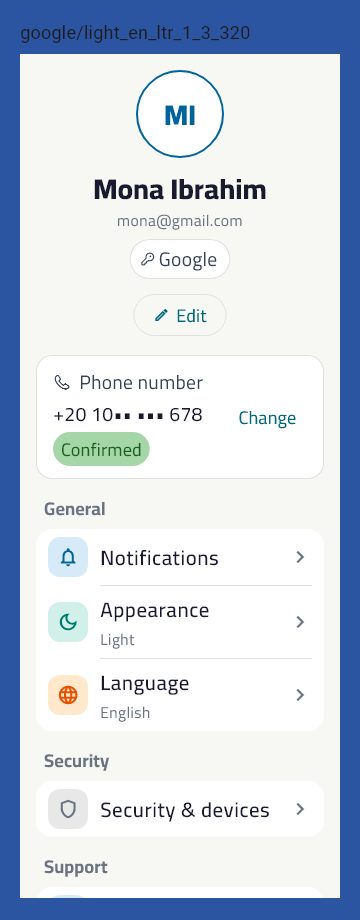 google/light_en_ltr_1_3_320
MI
Mona Ibrahim
mona@gmail.com
Google
Edit
Phone number
+20 10▪▪ ▪▪▪ 678
Change
Confirmed
General
Notifications
Appearance
Light
Language
English
Security
Security & devices
Support